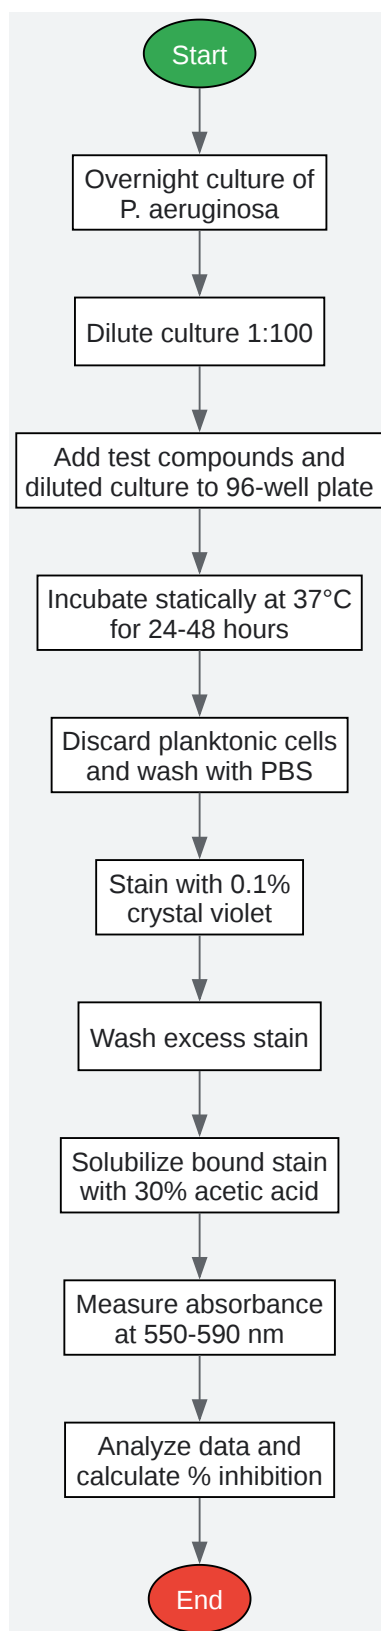 Start
Overnight culture of
P. aeruginosa
Dilute culture 1:100
Add test compounds and
diluted culture to 96-well plate
Incubate statically at 37°C
for 24-48 hours
Discard planktonic cells
and wash with PBS
Stain with 0.1%
crystal violet
Wash excess stain
Solubilize bound stain
with 30% acetic acid
Measure absorbance
at 550-590 nm
Analyze data and
calculate % inhibition
End